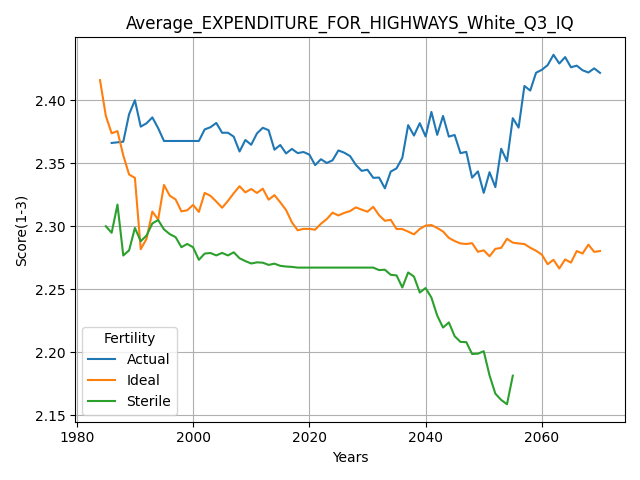 Average_EXPENDITURE_FOR_HIGHWAYS_White_Q3_IQ
Score(1-3)
2.40
2.35
2.30
2.25
2.20
2.15
Fertility
Actual
Ideal
Sterile
1980
2000
2020
2040
2060
Years